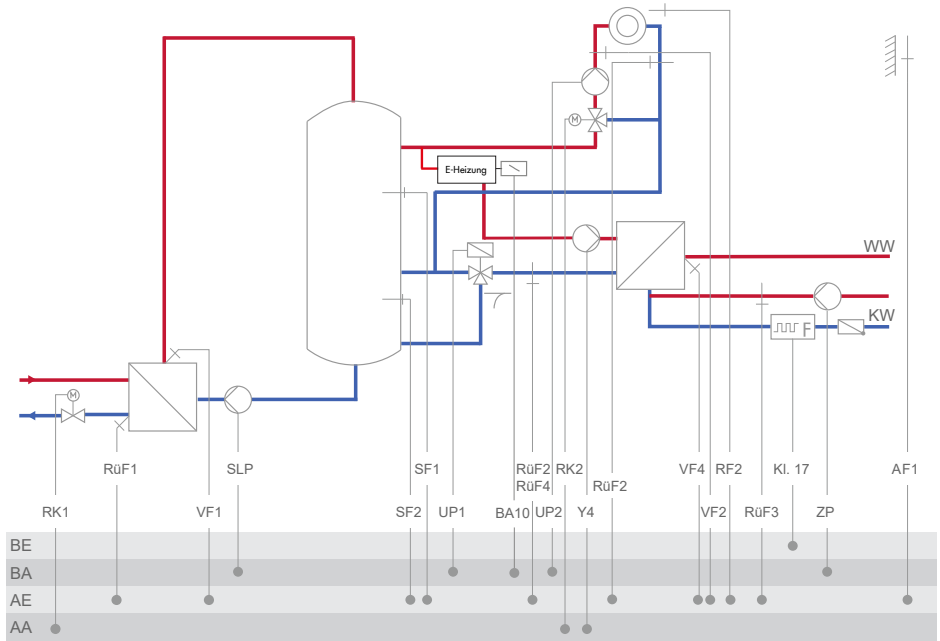 E-Heizung
M
WW
KW
F
M
RüF1
SLP
SF1
RüF2
RK2
VF4
RF2
Kl. 17
AF1
RüF4
RüF2
RK1
VF1
SF2
UP1
BA10
UP2
Y4
VF2
RüF3
ZP
BE
BA
AE
AA